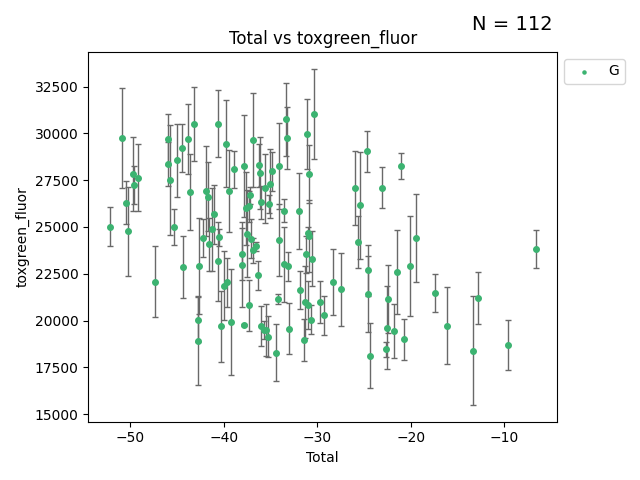 N = 112
Total vs toxgreen_fluor
G
toxgreen_fluor
32500
30000
27500
25000
22500
20000
17500
15000
−50
−40
−30
−20
−10
Total